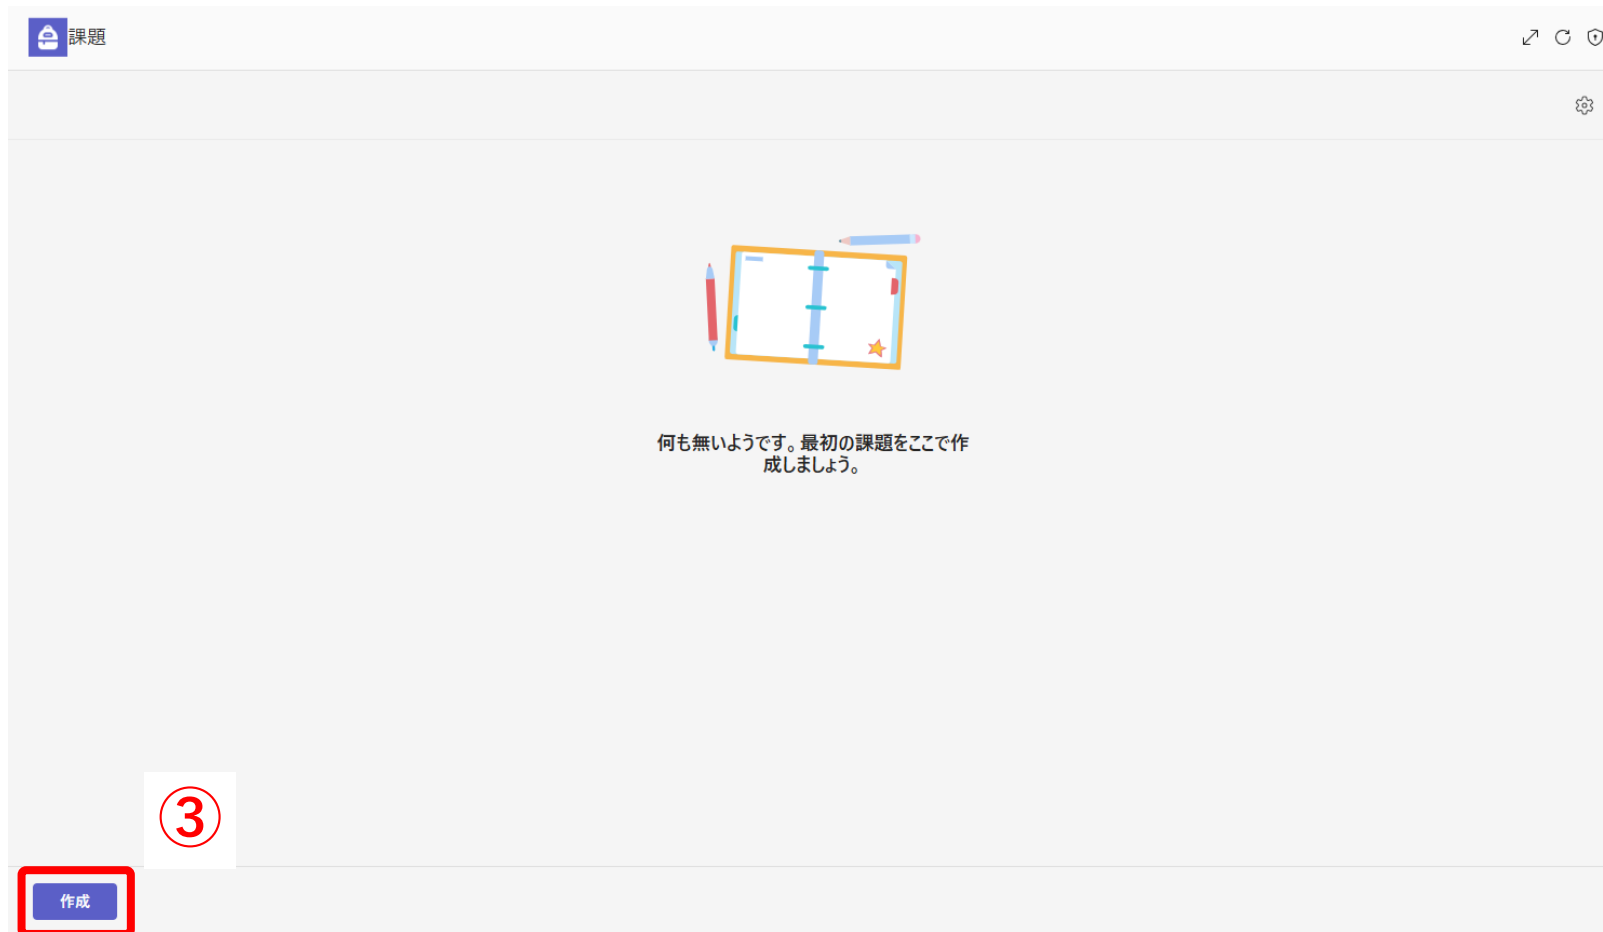 課題
何も無いようです。最初の課題をここで作
成しましょう。
③
作成